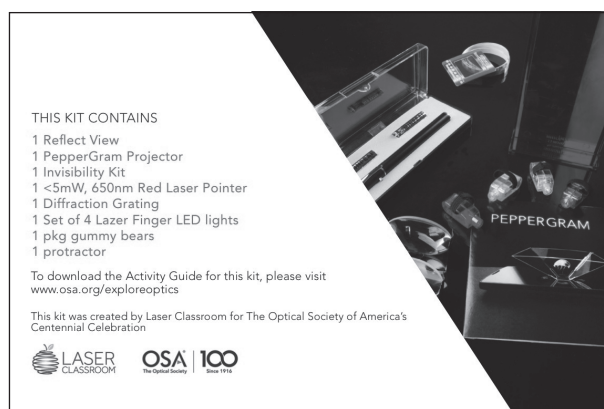 THIS KIT CONTAINS
1 Reflect View
1 PepperGram Projector
1 Invisibility Kit
1 <5mW, 650nm Red Laser Pointer
1 Diffraction Grating
1 Set of 4 Lazer Finger LED lights
1 pkg gummy bears
1 protractor
To download the Activity Guide for this kit, please visit
www.osa.org/exploreoptics
This kit was created by Laser Classroom for The Optical Society of America’s
Centennial Celebration
LASER
CLASSROOM
OSA
The Optical Society
100
Since 1916
PEPPERGRAM